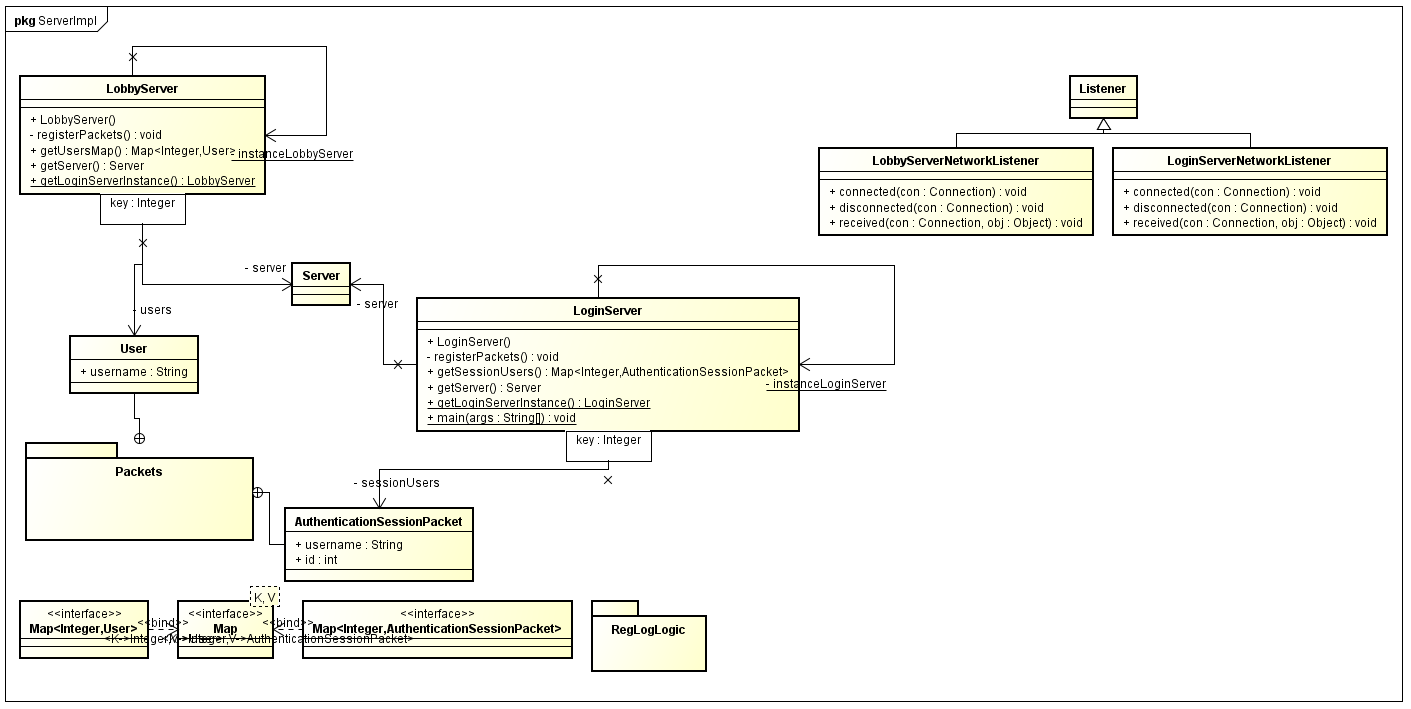 pkg ServerImpl
LobbyServer
+ LobbyServer()
- registerPackets() : void
+ getUsersMap() : Map<Integer,User>
+ getServer() : Server
+ getLoginServerInstance() : LobbyServer
- instanceLobbyServer
key : Integer
Listener
LobbyServerNetworkListener
+ connected(con : Connection) : void
+ disconnected(con : Connection) : void
+ received(con : Connection, obj : Object) : void
LoginServerNetworkListener
+ connected(con : Connection) : void
+ disconnected(con : Connection) : void
+ received(con : Connection, obj : Object) : void
- server
Server
- server
- users
User
+ username : String
LoginServer
+ LoginServer()
- registerPackets() : void
+ getSessionUsers() : Map<Integer,AuthenticationSessionPacket>
+ getServer() : Server
+ getLoginServerInstance() : LoginServer
+ main(args : String[]) : void
- instanceLoginServer
key : Integer
Packets
- sessionUsers
AuthenticationSessionPacket
+ username : String
+ id : int
<<interface>>
Map<Integer,User>
<<bind>>
K, V
<<interface>>
Map
<<bind>>
<<interface>>
Map<Integer,AuthenticationSessionPacket>
RegLogLogic